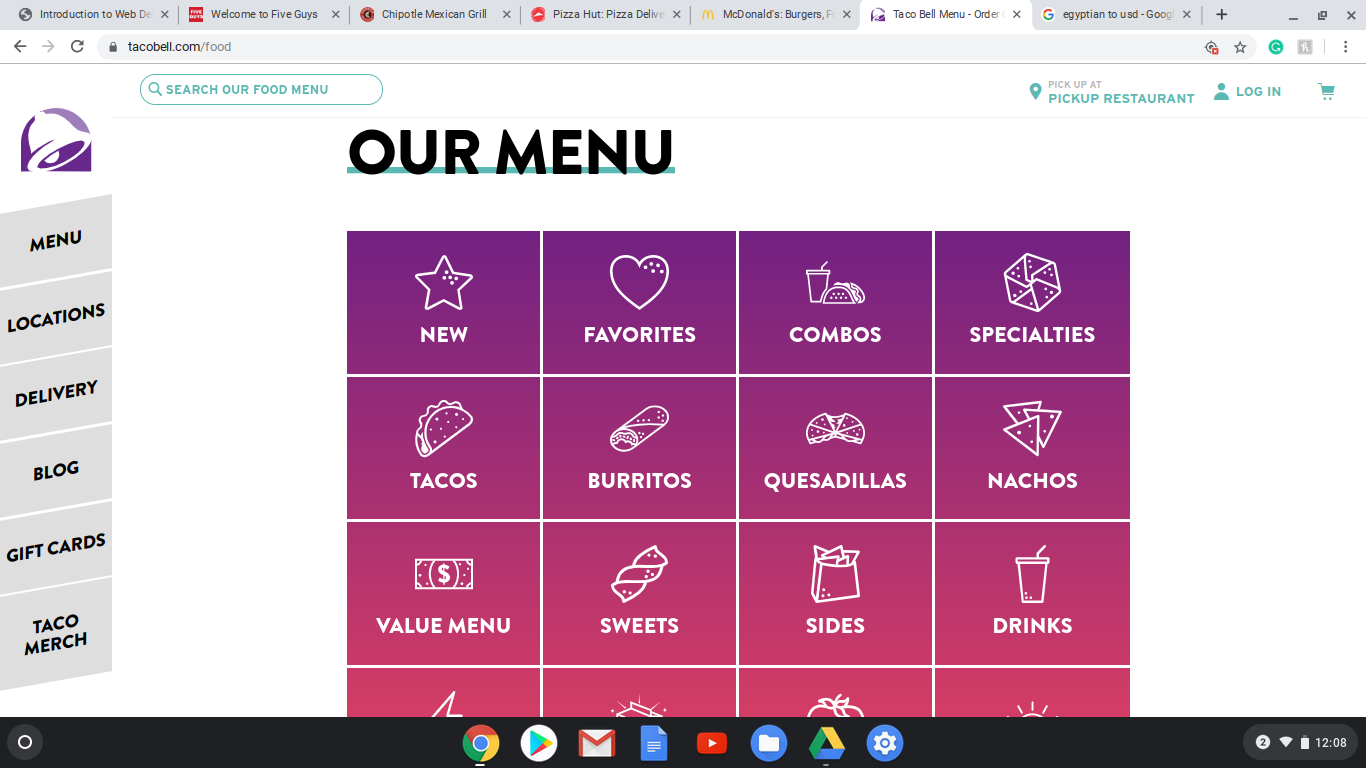 Introduction to Web De
Welcome to Five Guys
Chipotle Mexican Grill
Pizza Hut: Pizza Delive
McDonald's: Burgers, F
Taco Bell Menu - Order
egyptian to usd - Goog
FIVE GUYS
tacobell.com/food
SEARCH OUR FOOD MENU
PICK UP AT
PICKUP RESTAURANT
LOG IN
OUR MENU
MENU
LOCATIONS
DELIVERY
BLOG
GIFT CARDS
TACO
MERCH
NEW
FAVORITES
COMBOS
SPECIALTIES
TACOS
BURRITOS
QUESADILLAS
NACHOS
$
VALUE MENU
SWEETS
SIDES
DRINKS
2
12:08